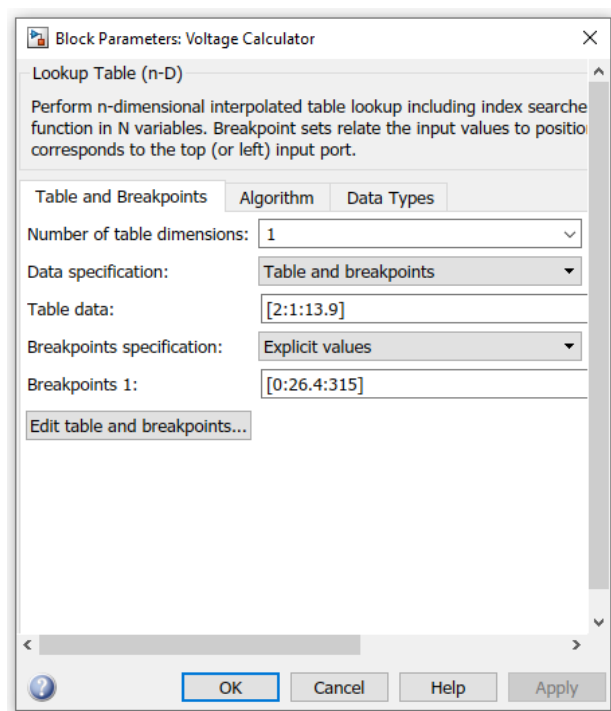 Block Parameters: Voltage Calculator
Lookup Table (n-D)
Perform n-dimensional interpolated table lookup including index searche
function in N variables. Breakpoint sets relate the input values to position
corresponds to the top (or left) input port.
Table and Breakpoints Algorithm Data Types
Number of table dimensions: 1
Data specification: Table and breakpoints
Table data: [2:1:13.9]
Breakpoints specification: Explicit values
Breakpoints 1: [0:26.4:315]
Edit table and breakpoints...
OK Cancel Help Apply